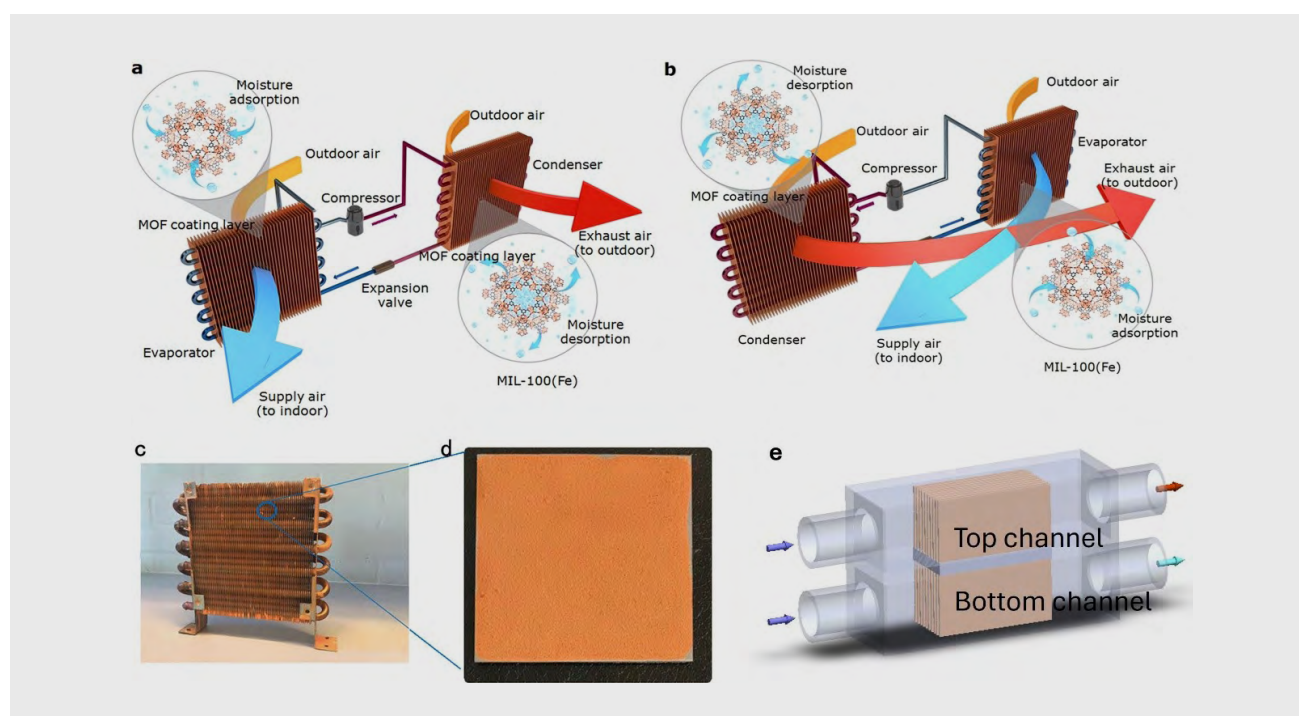 a
Moisture
adsorption
Outdoor air
Outdoor air
Condenser
Compressor
MOF coating layer
MOF coating layer
Exhaust air
(to outdoor)
Expansion
valve
Moisture
desorption
Evaporator
Supply air
(to indoor)
MIL-100(Fe)
b
Moisture
desorption
Outdoor air
Outdoor air
Evaporator
Compressor
Exhaust air
(to outdoor)
MOF coating layer
Condenser
Supply air
(to indoor)
Moisture
adsorption
MIL-100(Fe)
c
d
e
Top channel
Bottom channel